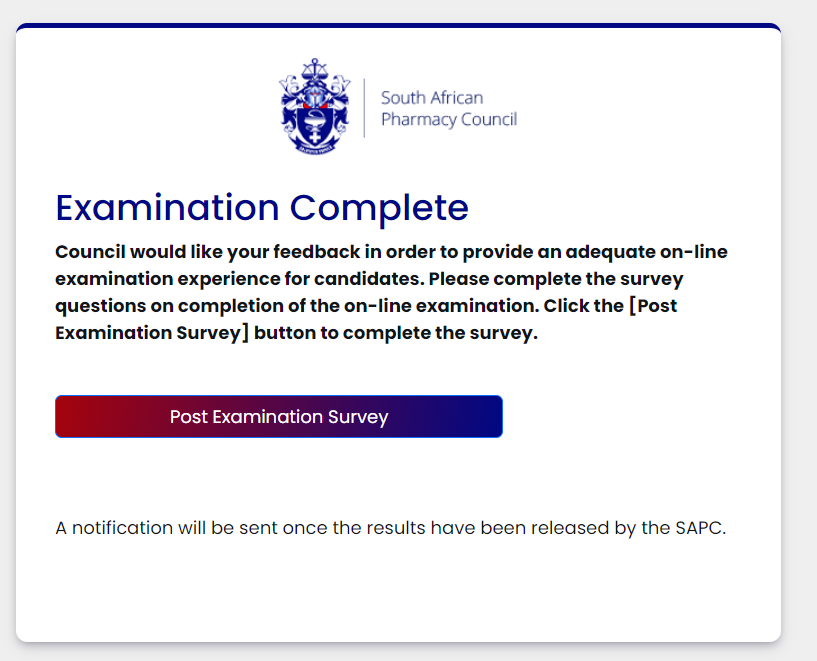 South African
Pharmacy Council
Examination Complete
Council would like your feedback in order to provide an adequate on-line
examination experience for candidates. Please complete the survey
questions on completion of the on-line examination. Click the [Post
Examination Survey] button to complete the survey.
Post Examination Survey
A notification will be sent once the results have been released by the SAPC.